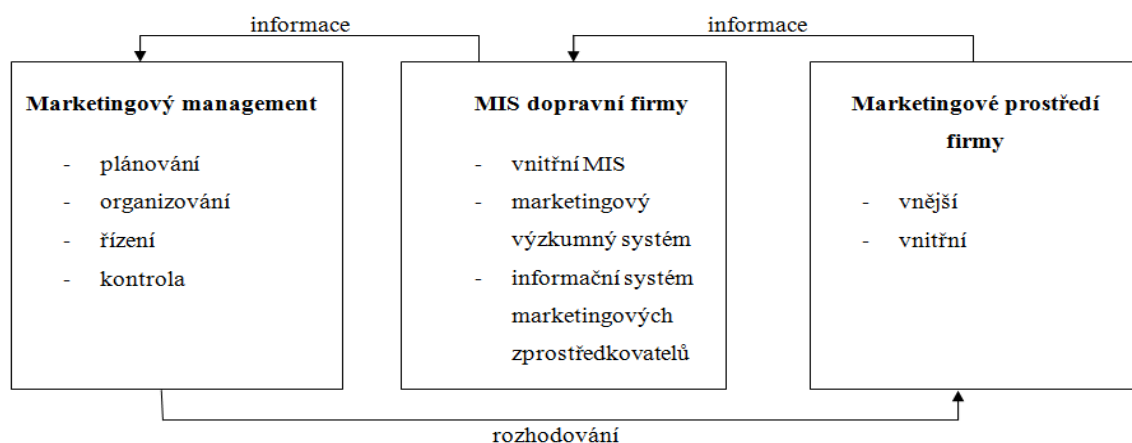 informace
informace
Marketingový management
- plánování
- organizování
- řízení
- kontrola
MIS dopravní firmy
- vnitřní MIS
- marketingový
výzkumný systém
- informační systém
marketingových
zprostředkovatelů
Marketingové prostředí
firmy
- vnější
- vnitřní
rozhodování